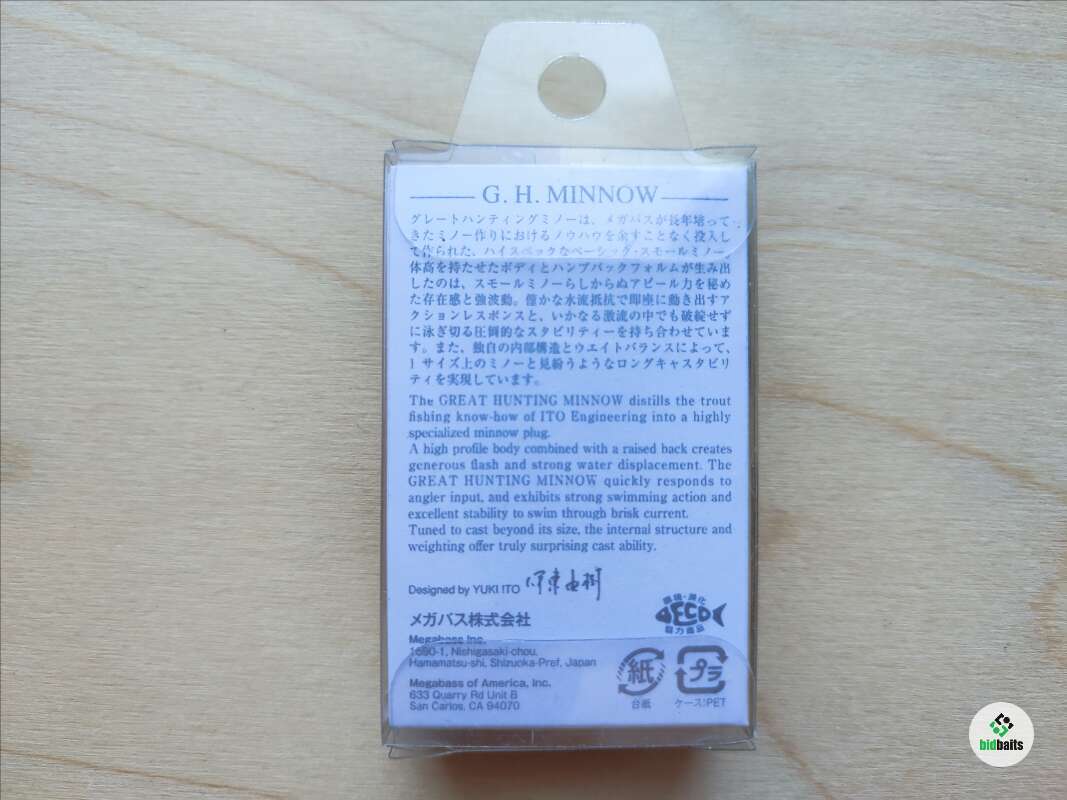 G. H. MINNOW
グレートハンティングミノーは、メガバスが長年培って
きたミノー作りにおけるノウハウを余すことなく投入し
て作られた、ハイスペックなベーシック・スモールミノー。
体高を持たせたボディとハンプバックフォルムが生み出
したのは、スモールミノーらしからぬアピール力を秘め
た存在感と強波動。僅かな水流抵抗で即座に動き出すア
クションレスポンスと、いかなる激流の中でも破綻せず
に泳ぎ切る圧倒的なスタビリティーを持ち合わせていま
す。また、独自の内部構造とウエイトバランスによって、
1サイズ上のミノーと見紛うようなロングキャスタビリ
ティを実現しています。
The GREAT HUNTING MINNOW distills the trout
fishing know-how of ITO Engineering into a highly
specialized minnow plug.
A high profile body combined with a raised back creates
generous flash and strong water displacement. The
GREAT HUNTING MINNOW quickly responds to
angler input, and exhibits strong swimming action and
excellent stability to swim through brisk current.
Tuned to cast beyond its size, the internal structure and
weighting offer truly surprising cast ability.
Designed by YUKI ITO 伊東由樹
メガバス株式会社
Megabass Inc.
1690-1, Nishigasaki-chou,
Hamamatsu-shi, Shizuoka-Pref, Japan
Megabass of America, Inc.
633 Quarry Rd Unit B
San Carlos, CA 94070
環境・浄化
ECO
協力商品
紙
台紙
プラ
ケース:PET
bidbaits